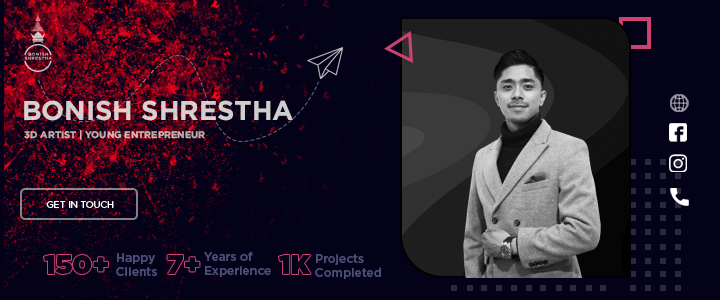 BONISH
SHRESTHA
BONISH SHRESTHA
3D ARTIST | YOUNG ENTREPRENEUR
GET IN TOUCH
150+ Happy Clients
7+ Years of Experience
1K Projects Completed